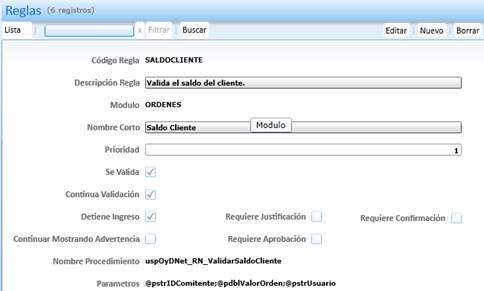 Reglas (6 registros)
Lista x Filtrar Buscar Editar Nuevo Borrar
Código Regla SALDOCLIENTE
Descripción Regla Valida el saldo del cliente.
Modulo ORDENES
Nombre Corto Saldo Cliente Modulo
Prioridad 1
Se Valida
Continua Validación
Detiene Ingreso Requiere Justificación Requiere Confirmación
Continuar Mostrando Advertencia Requiere Aprobación
Nombre Procedimiento uspOyDNet_RN_ValidarSaldoCliente
Parametros @pstrIDComitente;@pdblValorOrden;@pstrUsuario